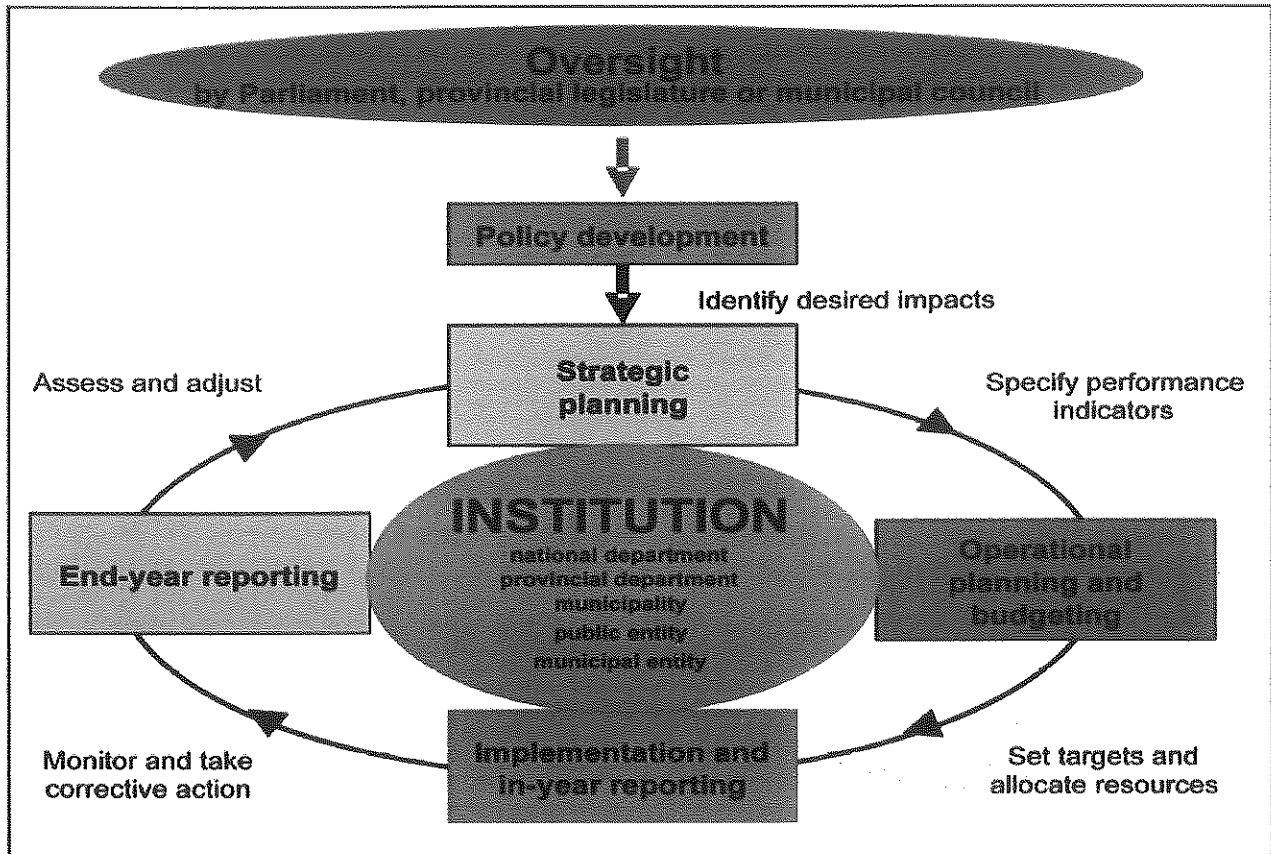 Oversight
by Parliament, provincial legislature or municipal council
Policy development
Identify desired impacts
Strategic
planning
Assess and adjust
Specify performance
indicators
INSTITUTION
national department
provincial department
municipality
public entity
municipal entity
End-year reporting
Operational
planning and
budgeting
Implementation and
in-year reporting
Monitor and take
corrective action
Set targets and
allocate resources